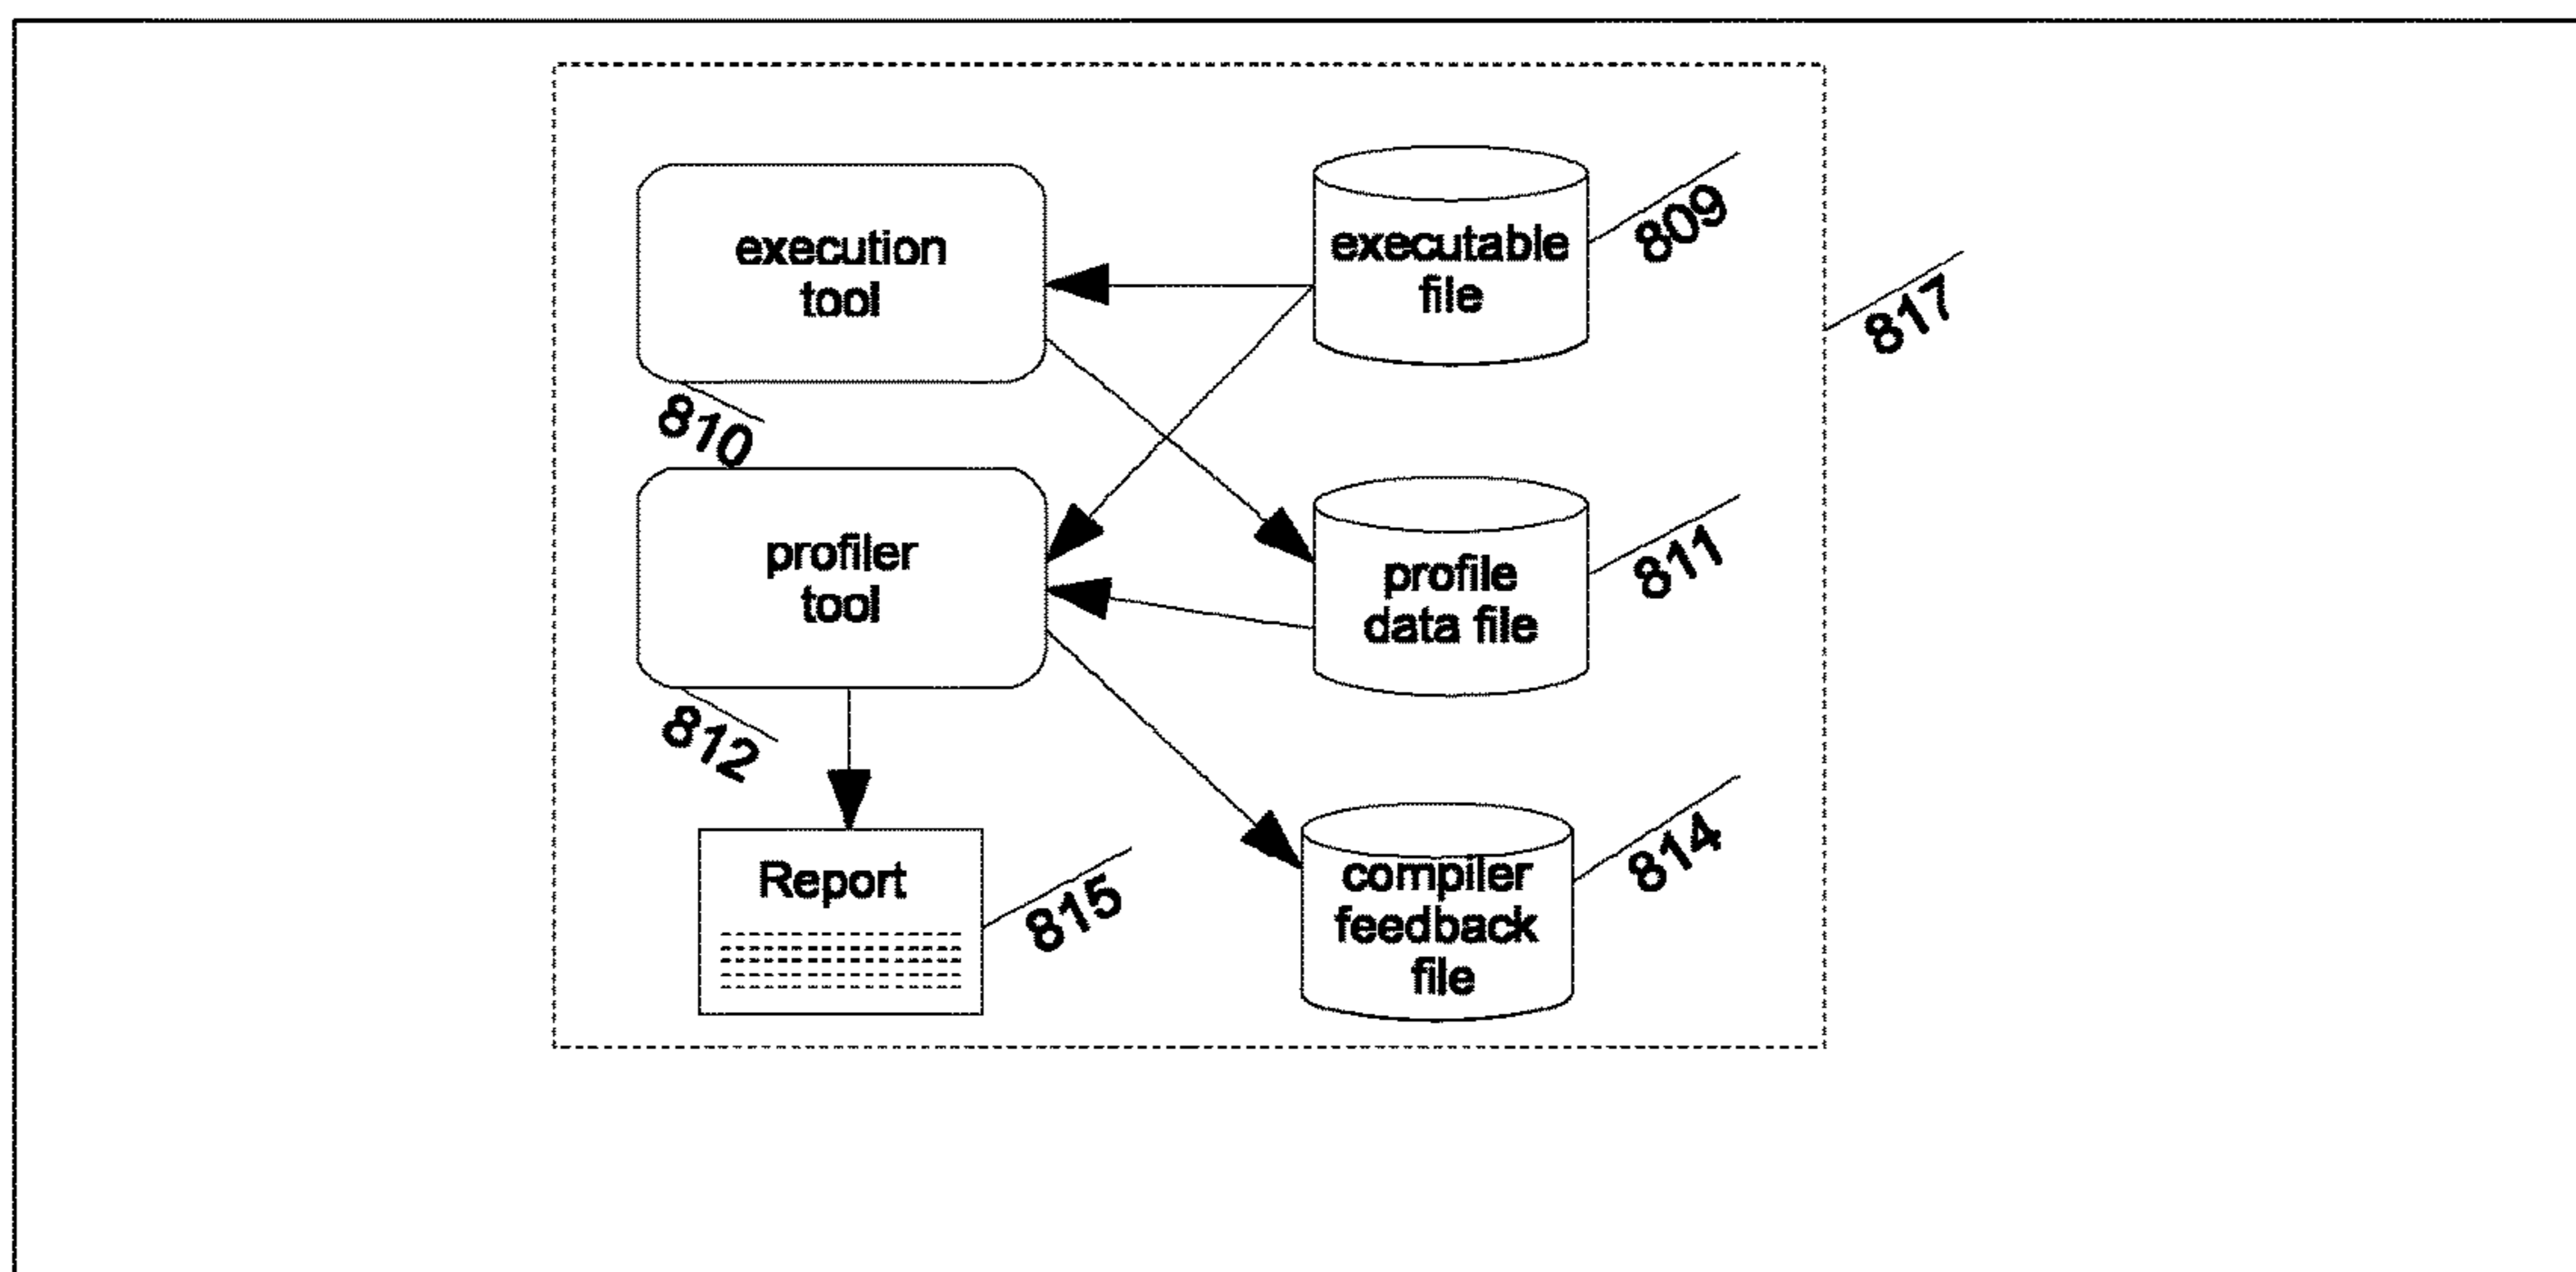 execution
tool
810
executable
file
809
817
profiler
tool
812
profile
data file
811
Report
815
compiler
feedback
file
814